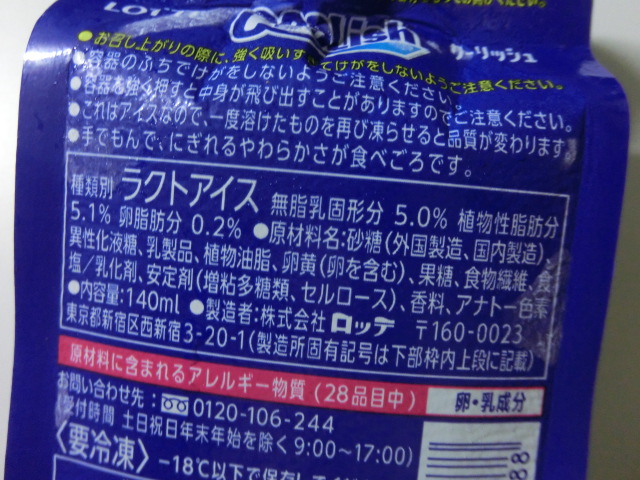 LOTTE
Coolish クーリッシュ
●お召し上がりの際に、強く吸いすぎてけがをしないようご注意ください。
●容器のふちでけがをしないようご注意ください。
●容器を強く押すと中身が飛び出すことがありますのでご注意ください。
●これはアイスなので、一度溶けたものを再び凍らせると品質が変わります。
●手でもんで、にぎれるやわらかさが食べごろです。
種類別 ラクトアイス 無脂乳固形分 5.0% 植物性脂肪分
5.1% 卵脂肪分 0.2% ●原材料名:砂糖(外国製造、国内製造)、
異性化液糖、乳製品、植物油脂、卵黄(卵を含む)、果糖、食物繊維、食
塩/乳化剤、安定剤(増粘多糖類、セルロース)、香料、アナトー色素
●内容量:140ml ●製造者:株式会社 ロッテ 〒160-0023
東京都新宿区西新宿3-20-1(製造所固有記号は下部枠内上段に記載)
原材料に含まれるアレルギー物質(28品目中) 卵・乳成分
お問い合わせ先: 0120-106-244
(受付時間 土日祝日年末年始を除く 9:00~17:00)
〈要冷凍〉 -18℃以下で保存してくだ
88